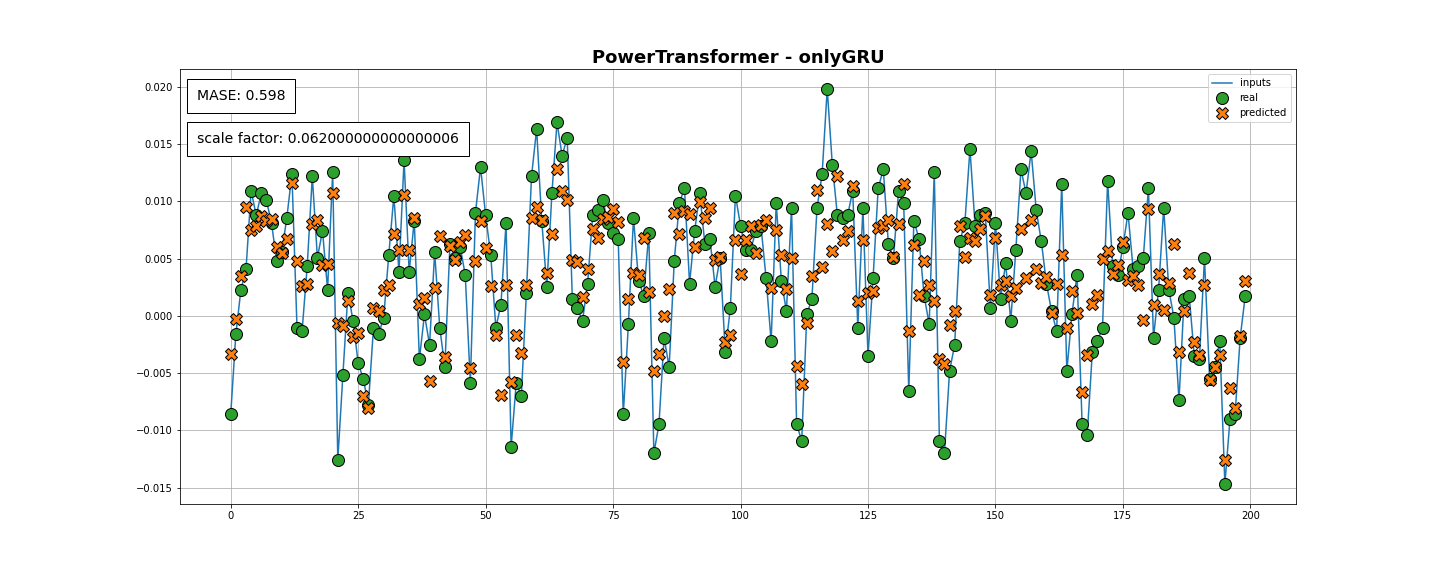 PowerTransformer - onlyGRU
MASE: 0.598
scale factor: 0.062000000000000006
inputs
real
predicted
0.020
0.015
0.010
0.005
0.000
−0.005
−0.010
−0.015
0 25 50 75 100 125 150 175 200